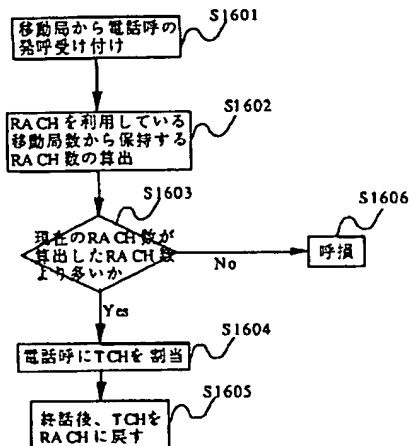 S1601
移動局から電話呼の
発呼受け付け
S1602
RACHを利用している
移動局数から保持する
RACH数の算出
S1603
現在のRACH数が
算出したRACH数
より多いか
S1606
呼損
No
Yes
S1604
電話呼にTCHを割当
S1605
終話後、TCHを
RACHに戻す